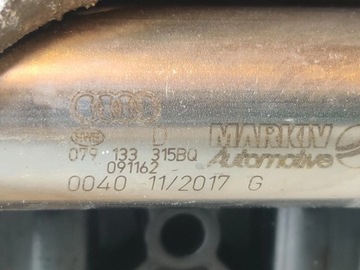 D
MARKIV
079 133 315BQ
Automotive
091162
0040 11/2017 G